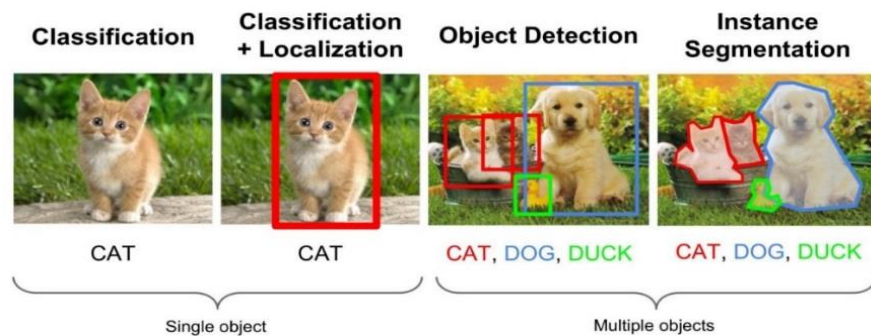 Classification
Classification
+ Localization
Object Detection
Instance
Segmentation
CAT
CAT
CAT, DOG, DUCK
CAT, DOG, DUCK
Single object
Multiple objects